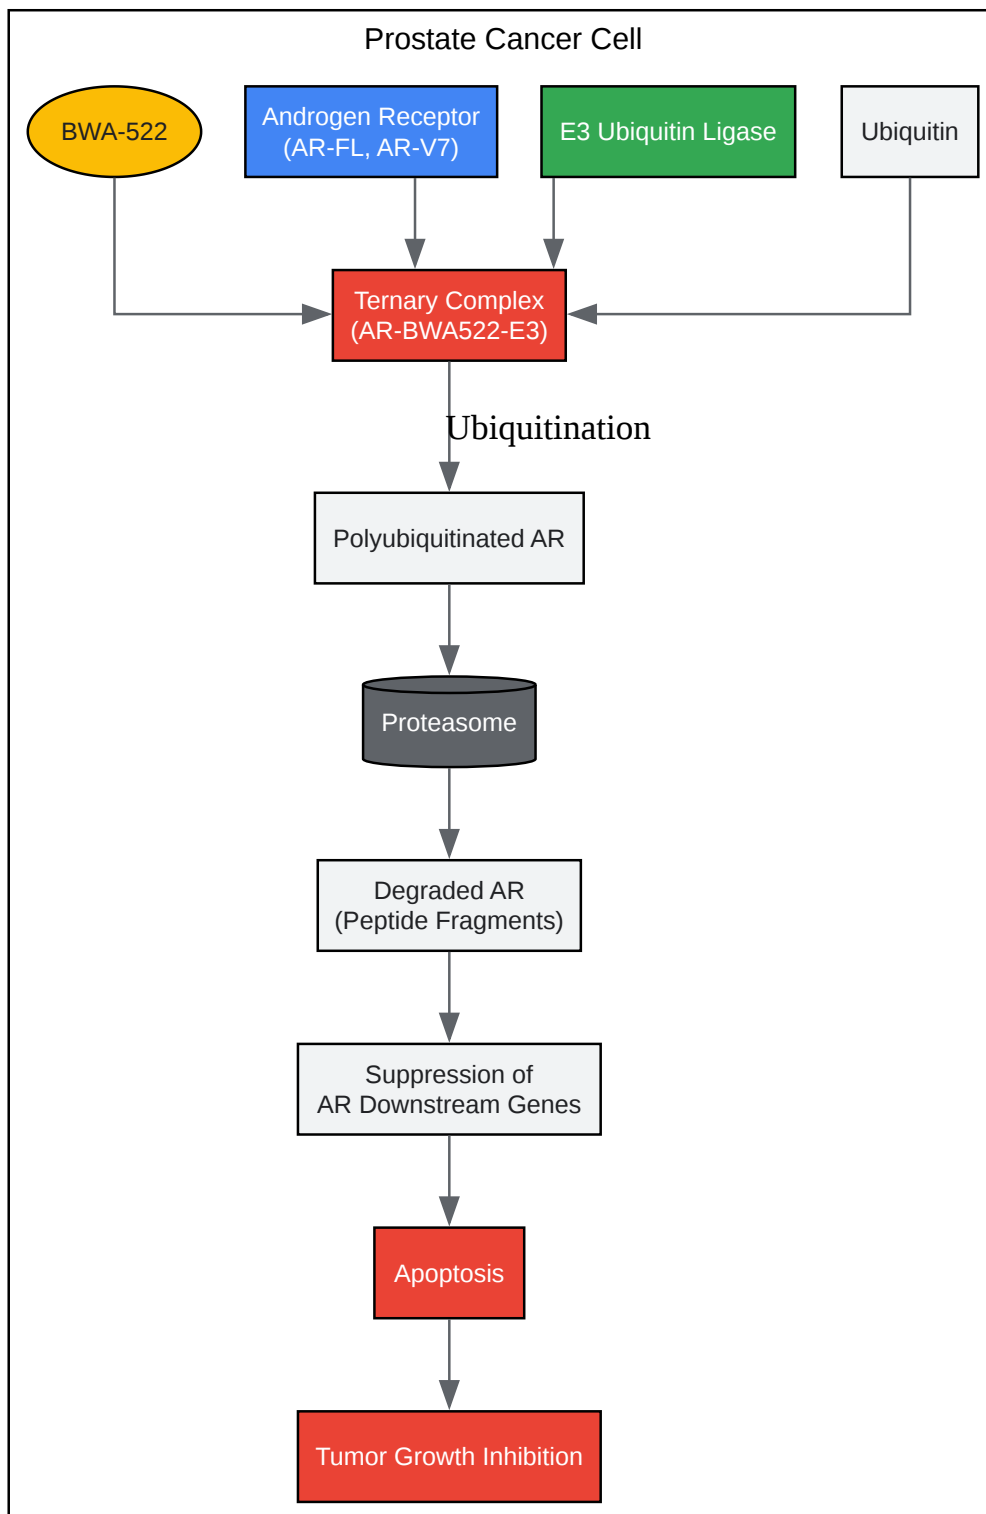 Prostate Cancer Cell
BWA-522
Androgen Receptor
(AR-FL, AR-V7)
E3 Ubiquitin Ligase
Ubiquitin
Ternary Complex
(AR-BWA522-E3)
Ubiquitination
Polyubiquitinated AR
Proteasome
Degraded AR
(Peptide Fragments)
Suppression of
AR Downstream Genes
Apoptosis
Tumor Growth Inhibition